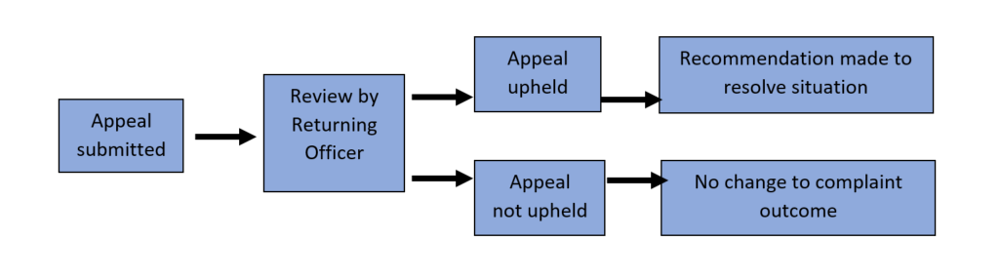 Appeal
submitted
Review by
Returning
Officer
Appeal
upheld
Recommendation made to
resolve situation
Appeal
not upheld
No change to complaint
outcome